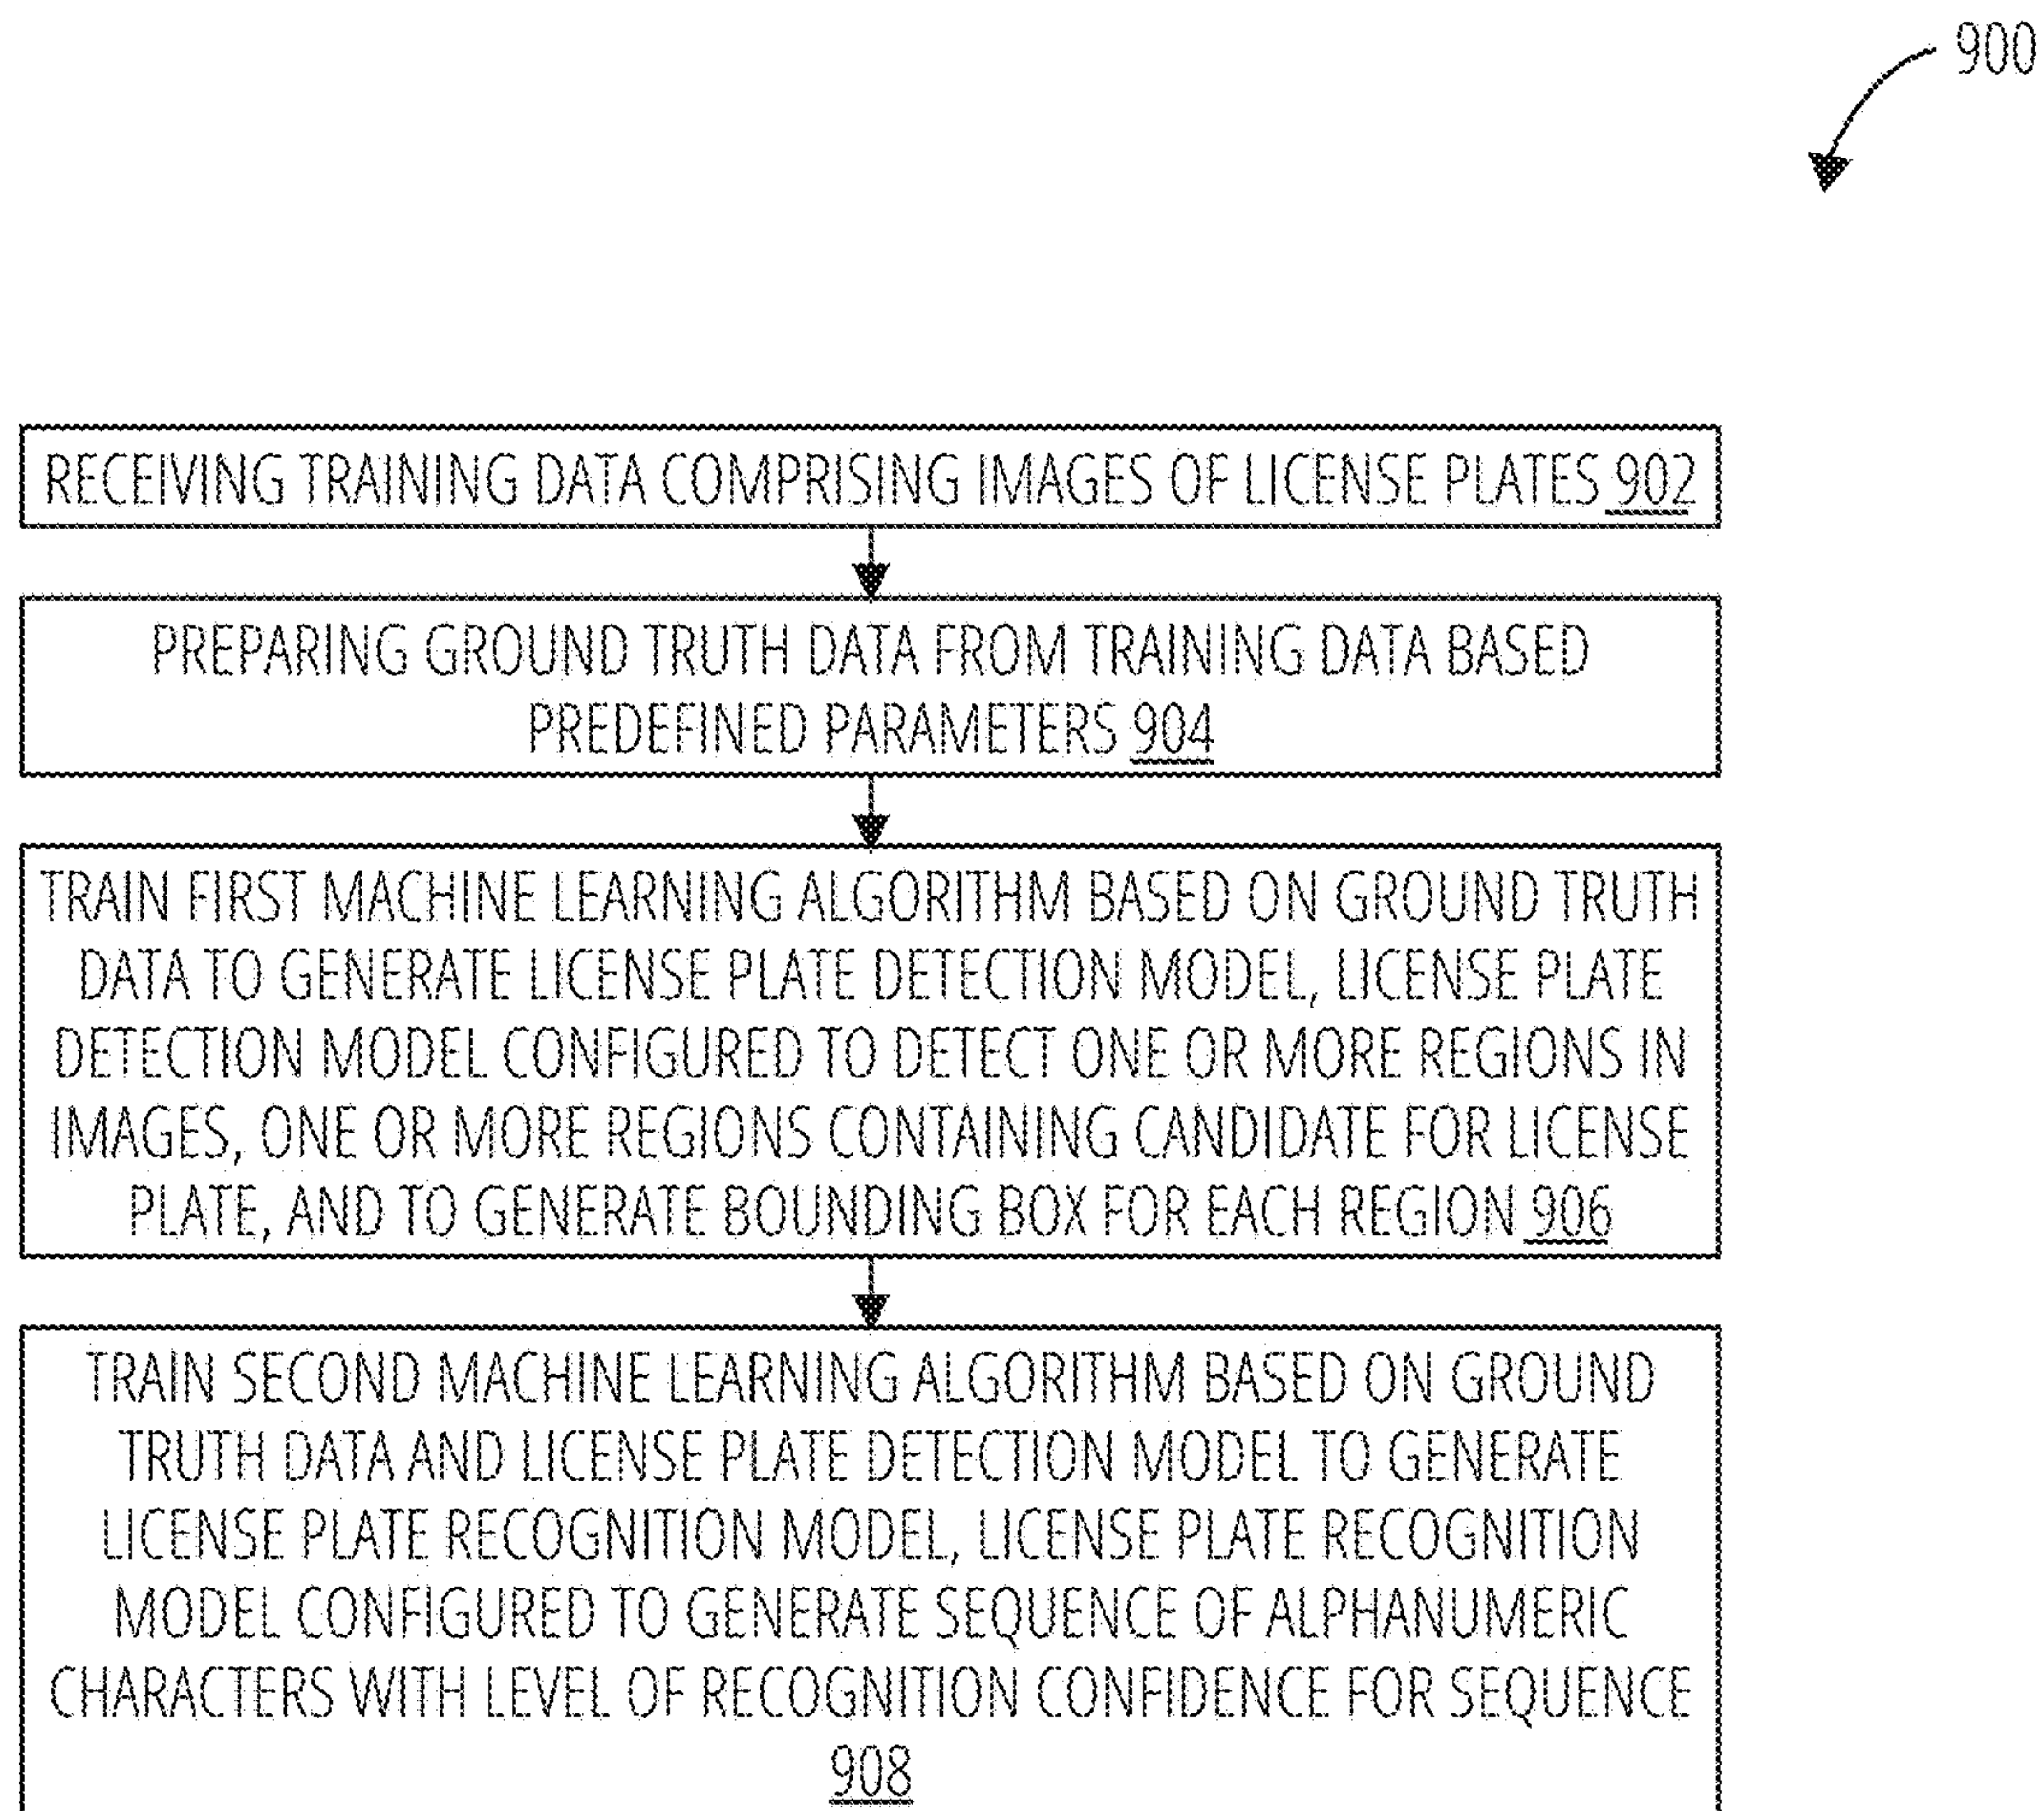 900
RECEIVING TRAINING DATA COMPRISING IMAGES OF LICENSE PLATES 902
PREPARING GROUND TRUTH DATA FROM TRAINING DATA BASED
PREDEFINED PARAMETERS 904
TRAIN FIRST MACHINE LEARNING ALGORITHM BASED ON GROUND TRUTH
DATA TO GENERATE LICENSE PLATE DETECTION MODEL, LICENSE PLATE
DETECTION MODEL CONFIGURED TO DETECT ONE OR MORE REGIONS IN
IMAGES, ONE OR MORE REGIONS CONTAINING CANDIDATE FOR LICENSE
PLATE, AND TO GENERATE BOUNDING BOX FOR EACH REGION 906
TRAIN SECOND MACHINE LEARNING ALGORITHM BASED ON GROUND
TRUTH DATA AND LICENSE PLATE DETECTION MODEL TO GENERATE
LICENSE PLATE RECOGNITION MODEL, LICENSE PLATE RECOGNITION
MODEL CONFIGURED TO GENERATE SEQUENCE OF ALPHANUMERIC
CHARACTERS WITH LEVEL OF RECOGNITION CONFIDENCE FOR SEQUENCE
908